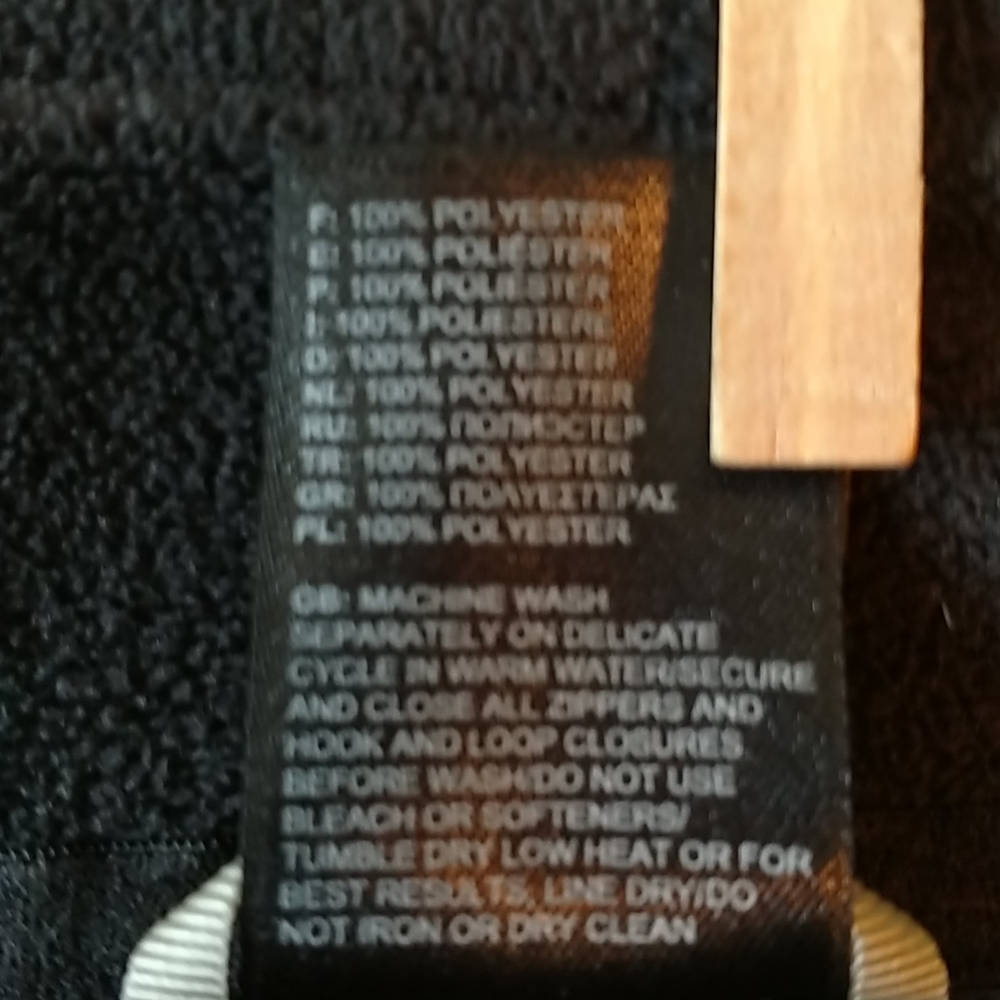 F: 100% POLYESTER
E: 100% POLIÉSTER
P: 100% POLIÉSTER
I: 100% POLIESTERE
D: 100% POLYESTER
NL: 100% POLYESTER
RU: 100% ПОЛИЭСТЕР
TR: 100% POLYESTER
GR: 100% ΠΟΛΥΕΣΤΕΡΑΣ
PL: 100% POLYESTER
GB: MACHINE WASH
SEPARATELY ON DELICATE
CYCLE IN WARM WATER/SECURE
AND CLOSE ALL ZIPPERS AND
HOOK AND LOOP CLOSURES
BEFORE WASH/DO NOT USE
BLEACH OR SOFTENERS/
TUMBLE DRY LOW HEAT OR FOR
BEST RESULTS, LINE DRY/DO
NOT IRON OR DRY CLEAN